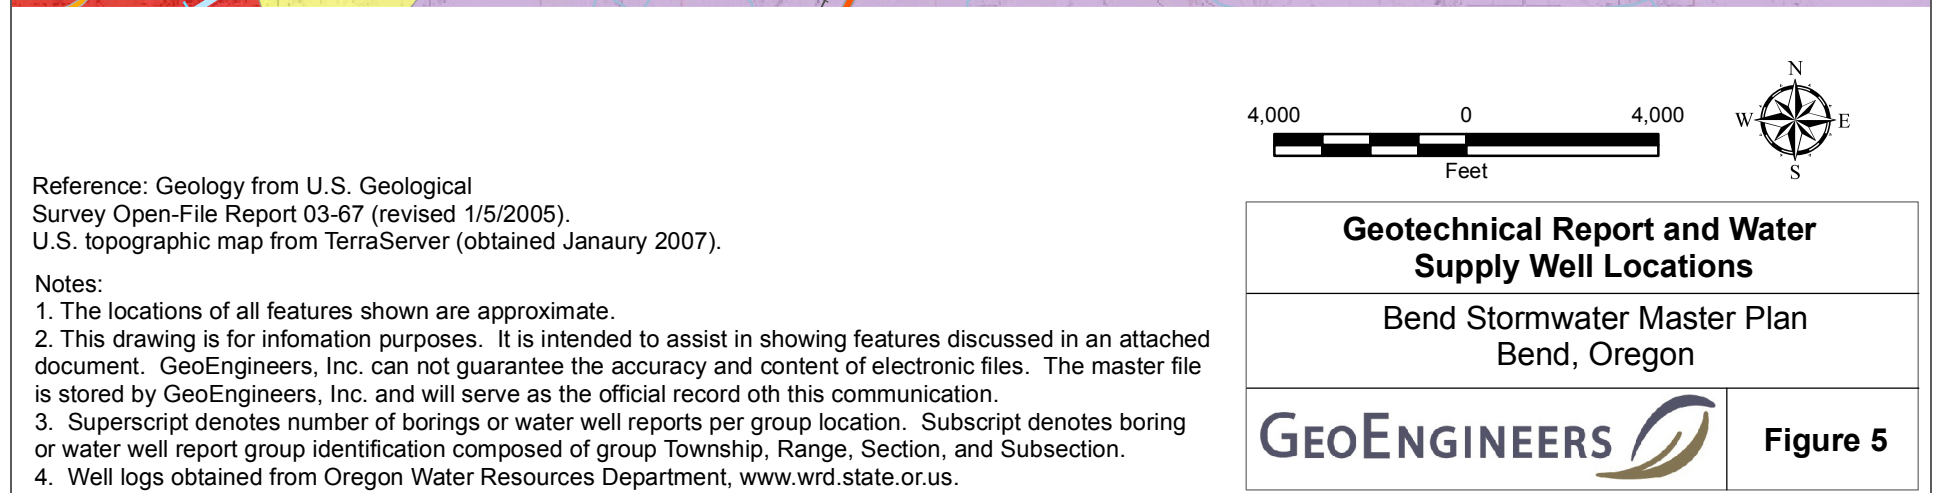 N
4,000 0 4,000
W E
Feet
S
Reference: Geology from U.S. Geological
Survey Open-File Report 03-67 (revised 1/5/2005).
U.S. topographic map from TerraServer (obtained Janaury 2007).
Notes:
1. The locations of all features shown are approximate.
2. This drawing is for infomation purposes. It is intended to assist in showing features discussed in an attached
document. GeoEngineers, Inc. can not guarantee the accuracy and content of electronic files. The master file
is stored by GeoEngineers, Inc. and will serve as the official record oth this communication.
3. Superscript denotes number of borings or water well reports per group location. Subscript denotes boring
or water well report group identification composed of group Township, Range, Section, and Subsection.
4. Well logs obtained from Oregon Water Resources Department, www.wrd.state.or.us.
Geotechnical Report and Water
Supply Well Locations
Bend Stormwater Master Plan
Bend, Oregon
GEOENGINEERS
Figure 5